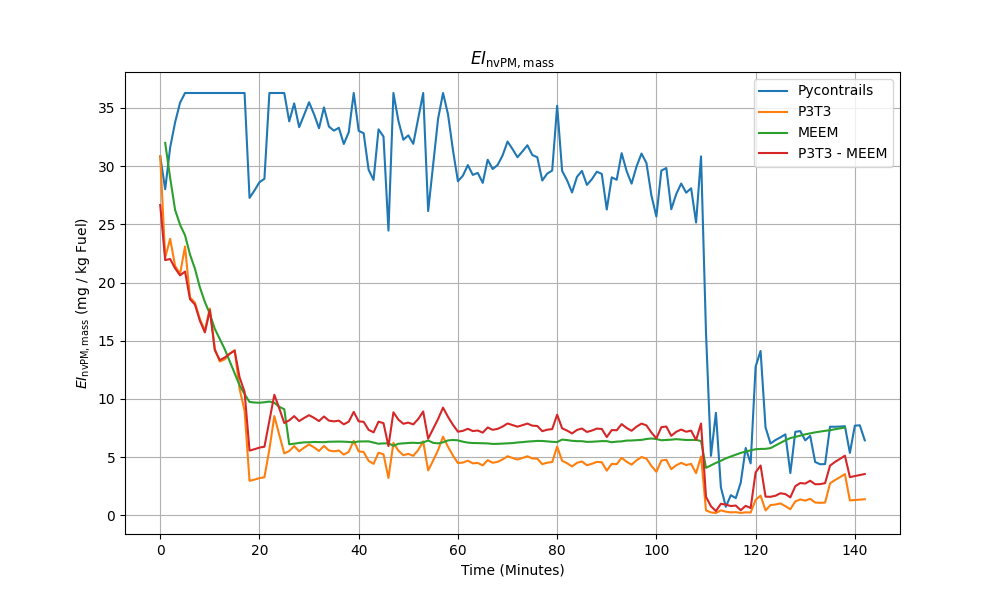 EI_nvPM, mass
EI_nvPM, mass (mg / kg Fuel)
35
30
25
20
15
10
5
0
0 20 40 60 80 100 120 140
Time (Minutes)
Pycontrails
P3T3
MEEM
P3T3 - MEEM